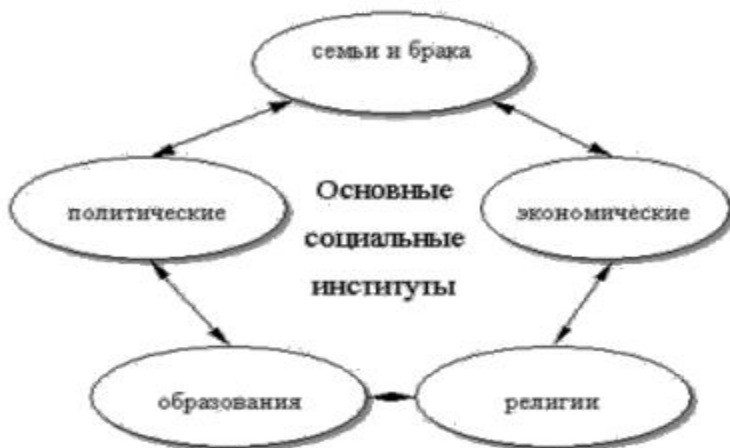 семьи и брака
политические
Основные
социальные
институты
экономические
образования
религии